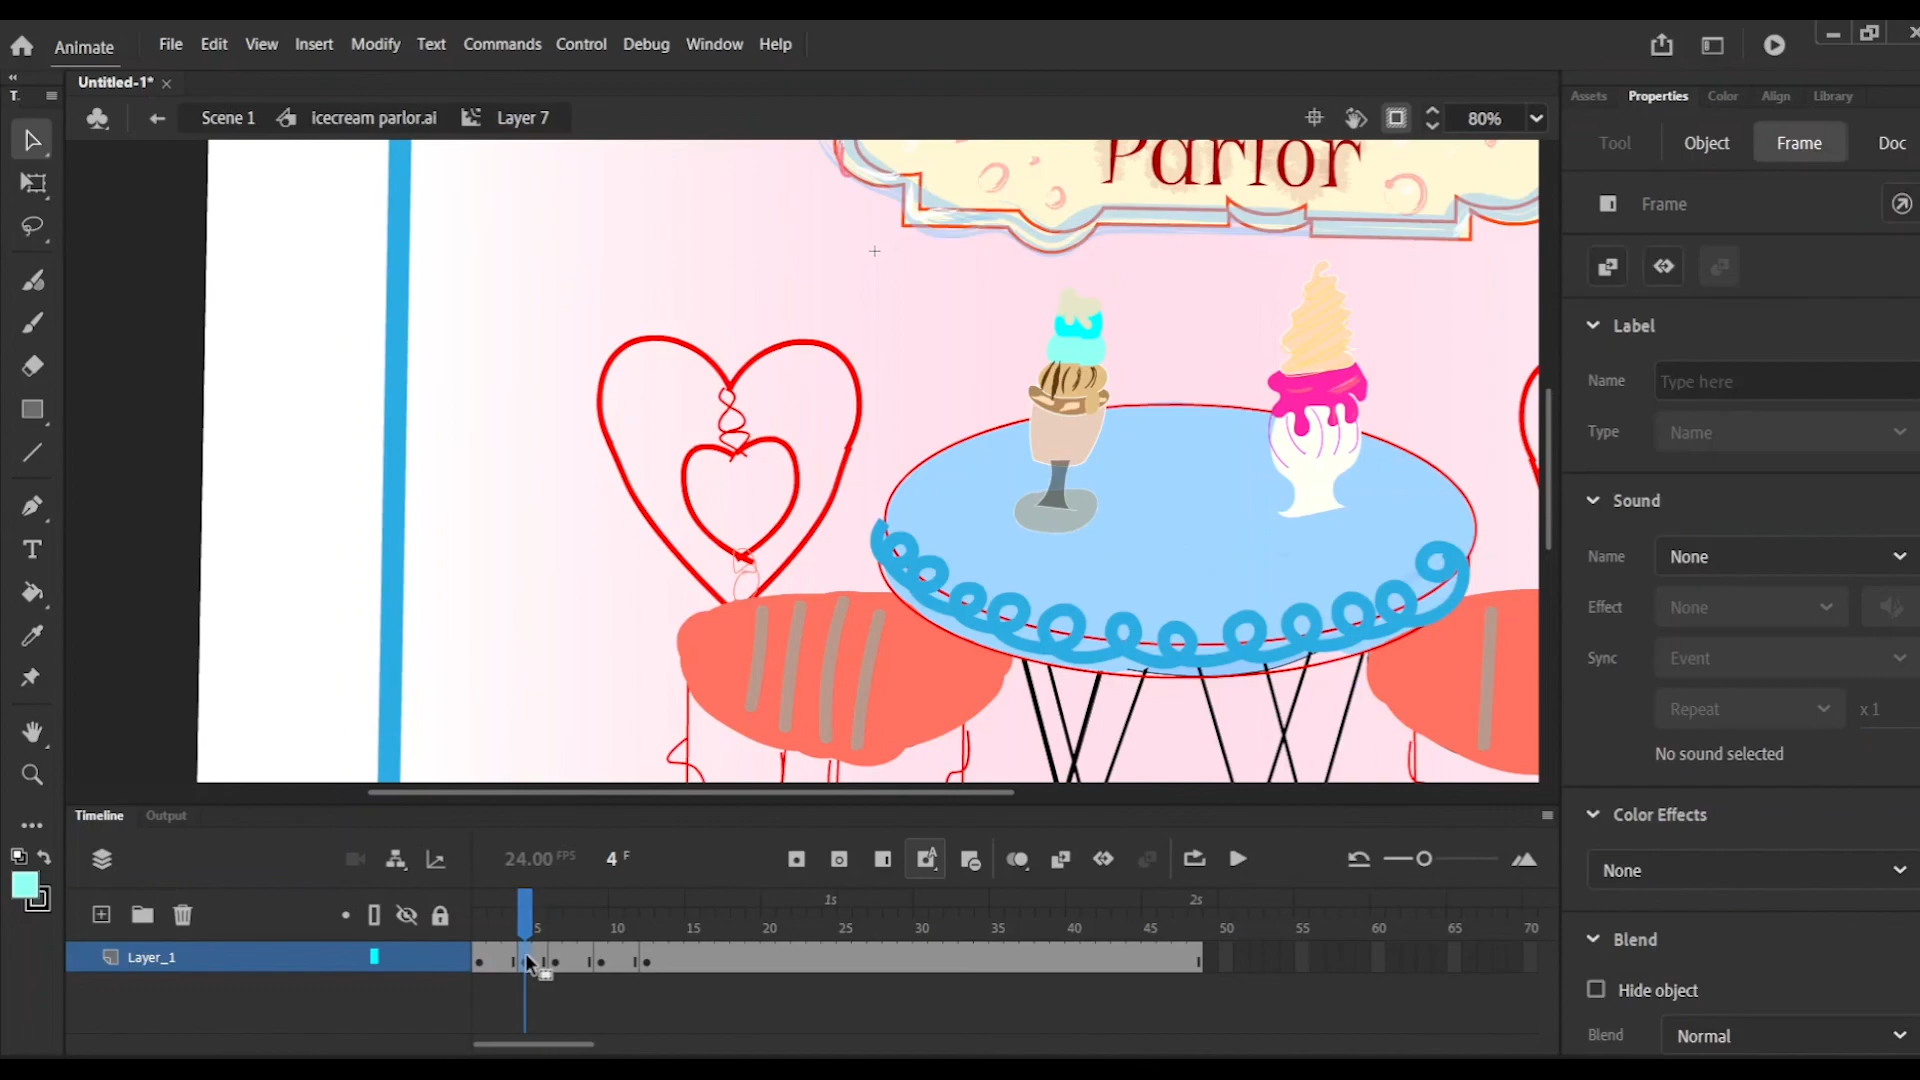 Animate File Edit View Insert Modify Commands Text Control Debug Window Help
Untitled-1*
T.
Scene 1 icecream parlor.ai Layer 7 80%
Assets Properties Color Align Library
Tool Object Frame Doc
Frame
Parlor
Label
Name Type here
Type Name
Sound
Name None
Effect None
Sync Event
Repeat x 1
No sound selected
Color Effects
None
Blend
Hide object
Blend Normal
Timeline Output
24.00 FPS 4 F
1s 2s
5 10 15 20 25 30 35 40 45 50 55 60 65 70
Layer_1